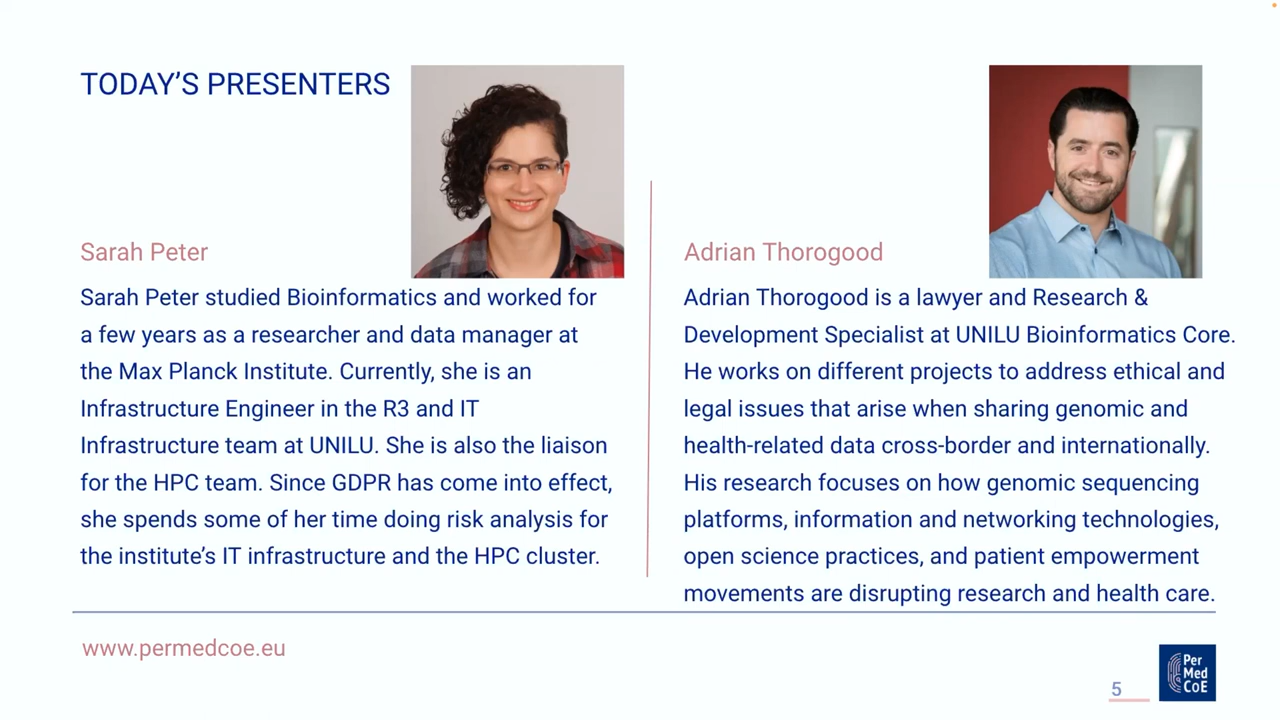 TODAY'S PRESENTERS
Sarah Peter
Sarah Peter studied Bioinformatics and worked for
a few years as a researcher and data manager at
the Max Planck Institute. Currently, she is an
Infrastructure Engineer in the R3 and IT
Infrastructure team at UNILU. She is also the liaison
for the HPC team. Since GDPR has come into effect,
she spends some of her time doing risk analysis for
the institute's IT infrastructure and the HPC cluster.
Adrian Thorogood
Adrian Thorogood is a lawyer and Research &
Development Specialist at UNILU Bioinformatics Core.
He works on different projects to address ethical and
legal issues that arise when sharing genomic and
health-related data cross-border and internationally.
His research focuses on how genomic sequencing
platforms, information and networking technologies,
open science practices, and patient empowerment
movements are disrupting research and health care.
www.permedcoe.eu
5
Per
Med
CoE